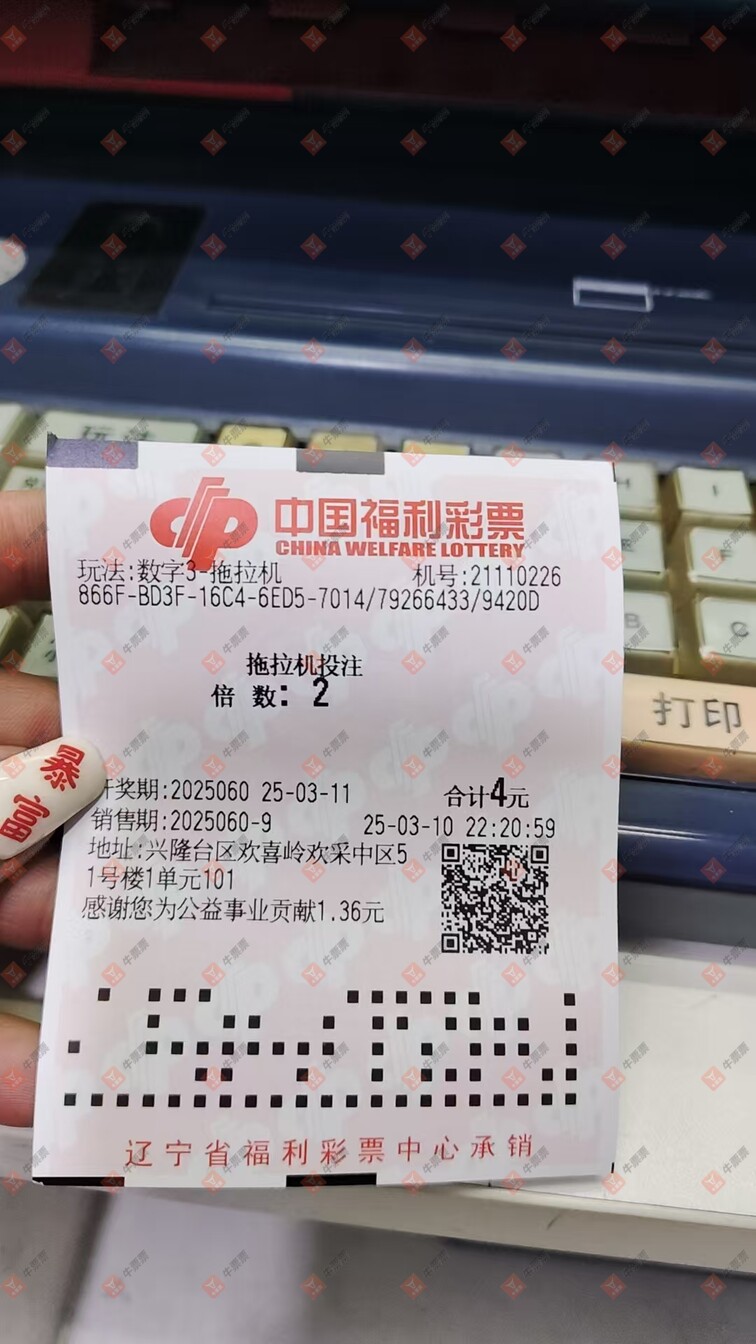 玩
中国福利彩票
CHINA WELFARE LOTTERY
玩法:数字3-拖拉机 机号:21110226
866F-BD3F-16C4-6ED5-7014/79266433/9420D
拖拉机投注
倍 数: 2
开奖期:2025060 25-03-11 合计4元
销售期:2025060-9 25-03-10 22:20:59
地址:兴隆台区欢喜岭欢采中区5
1号楼1单元101
感谢您为公益事业贡献1.36元
辽宁省福利彩票中心承销
暴富
打印
H
F
B
C
牛票票